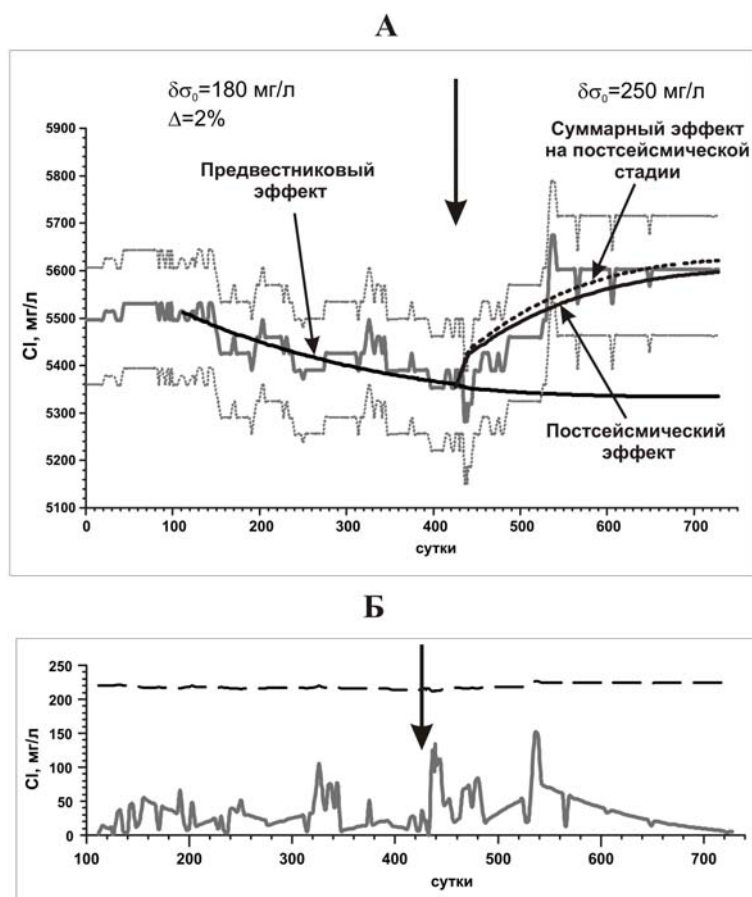 А
δσ₀=180 мг/л
Δ=2%
δσ₀=250 мг/л
Суммарный эффект
на постсейсмической
стадии
Предвестниковый
эффект
Постсейсмический
эффект
Cl, мг/л
5900
5800
5700
5600
5500
5400
5300
5200
5100
0 100 200 300 400 500 600 700
сутки
Б
Cl, мг/л
250
200
150
100
50
0
100 200 300 400 500 600 700
сутки